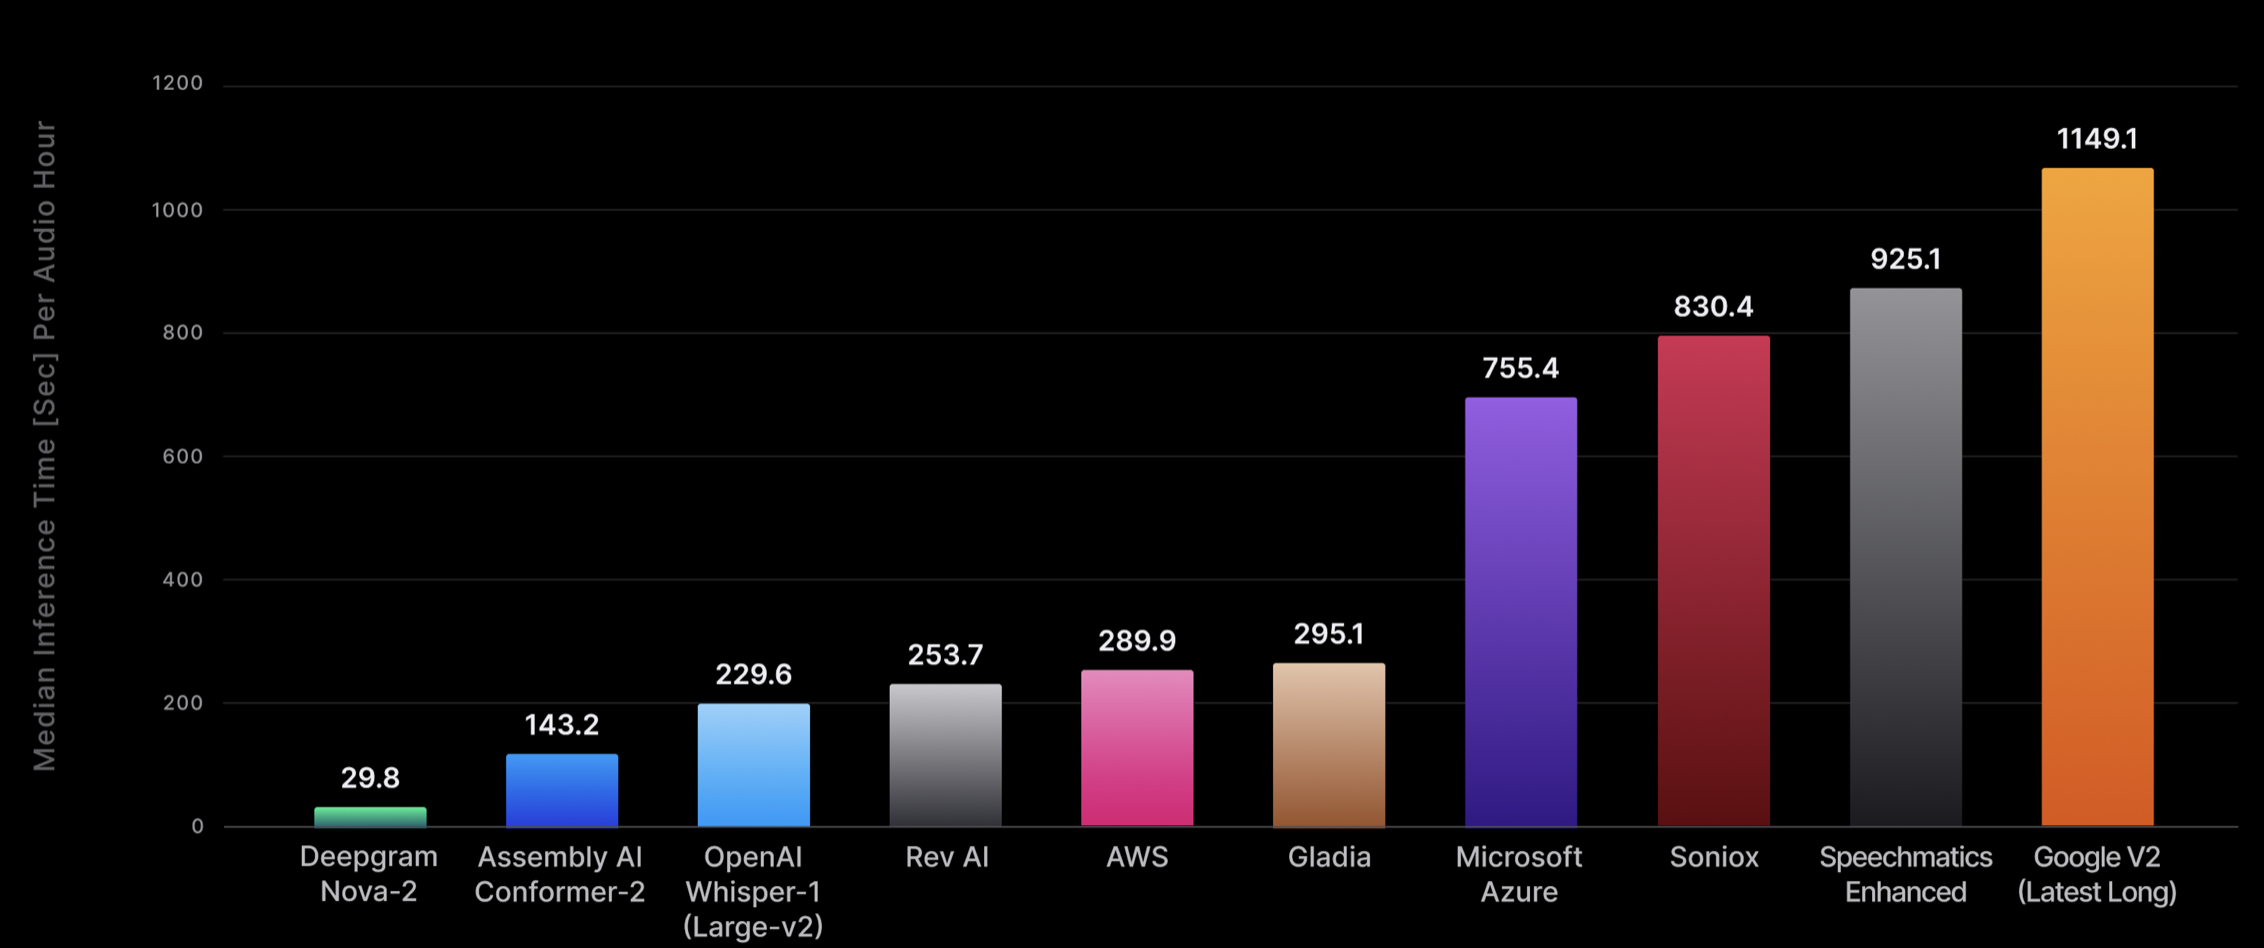 Median Inference Time [Sec] Per Audio Hour
1200
1000
800
600
400
200
0
29.8
143.2
229.6
253.7
289.9
295.1
755.4
830.4
925.1
1149.1
Deepgram
Nova-2
Assembly AI
Conformer-2
OpenAI
Whisper-1
(Large-v2)
Rev AI
AWS
Gladia
Microsoft
Azure
Soniox
Speechmatics
Enhanced
Google V2
(Latest Long)